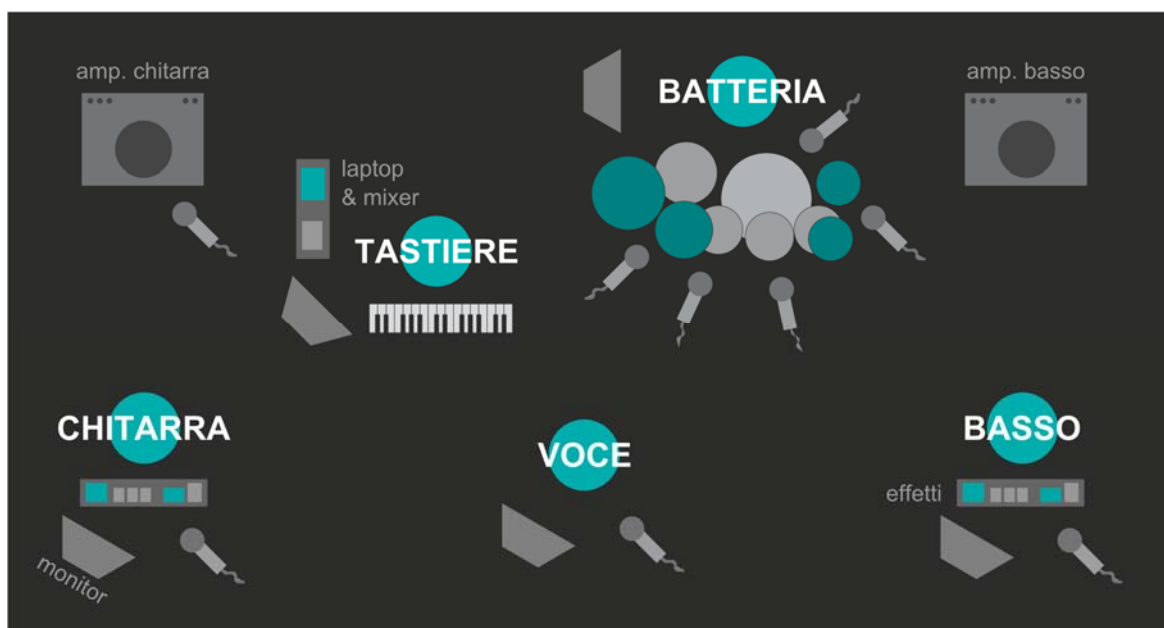 amp. chitarra
BATTERIA
amp. basso
laptop
& mixer
TASTIERE
CHITARRA
VOCE
BASSO
effetti
monitor